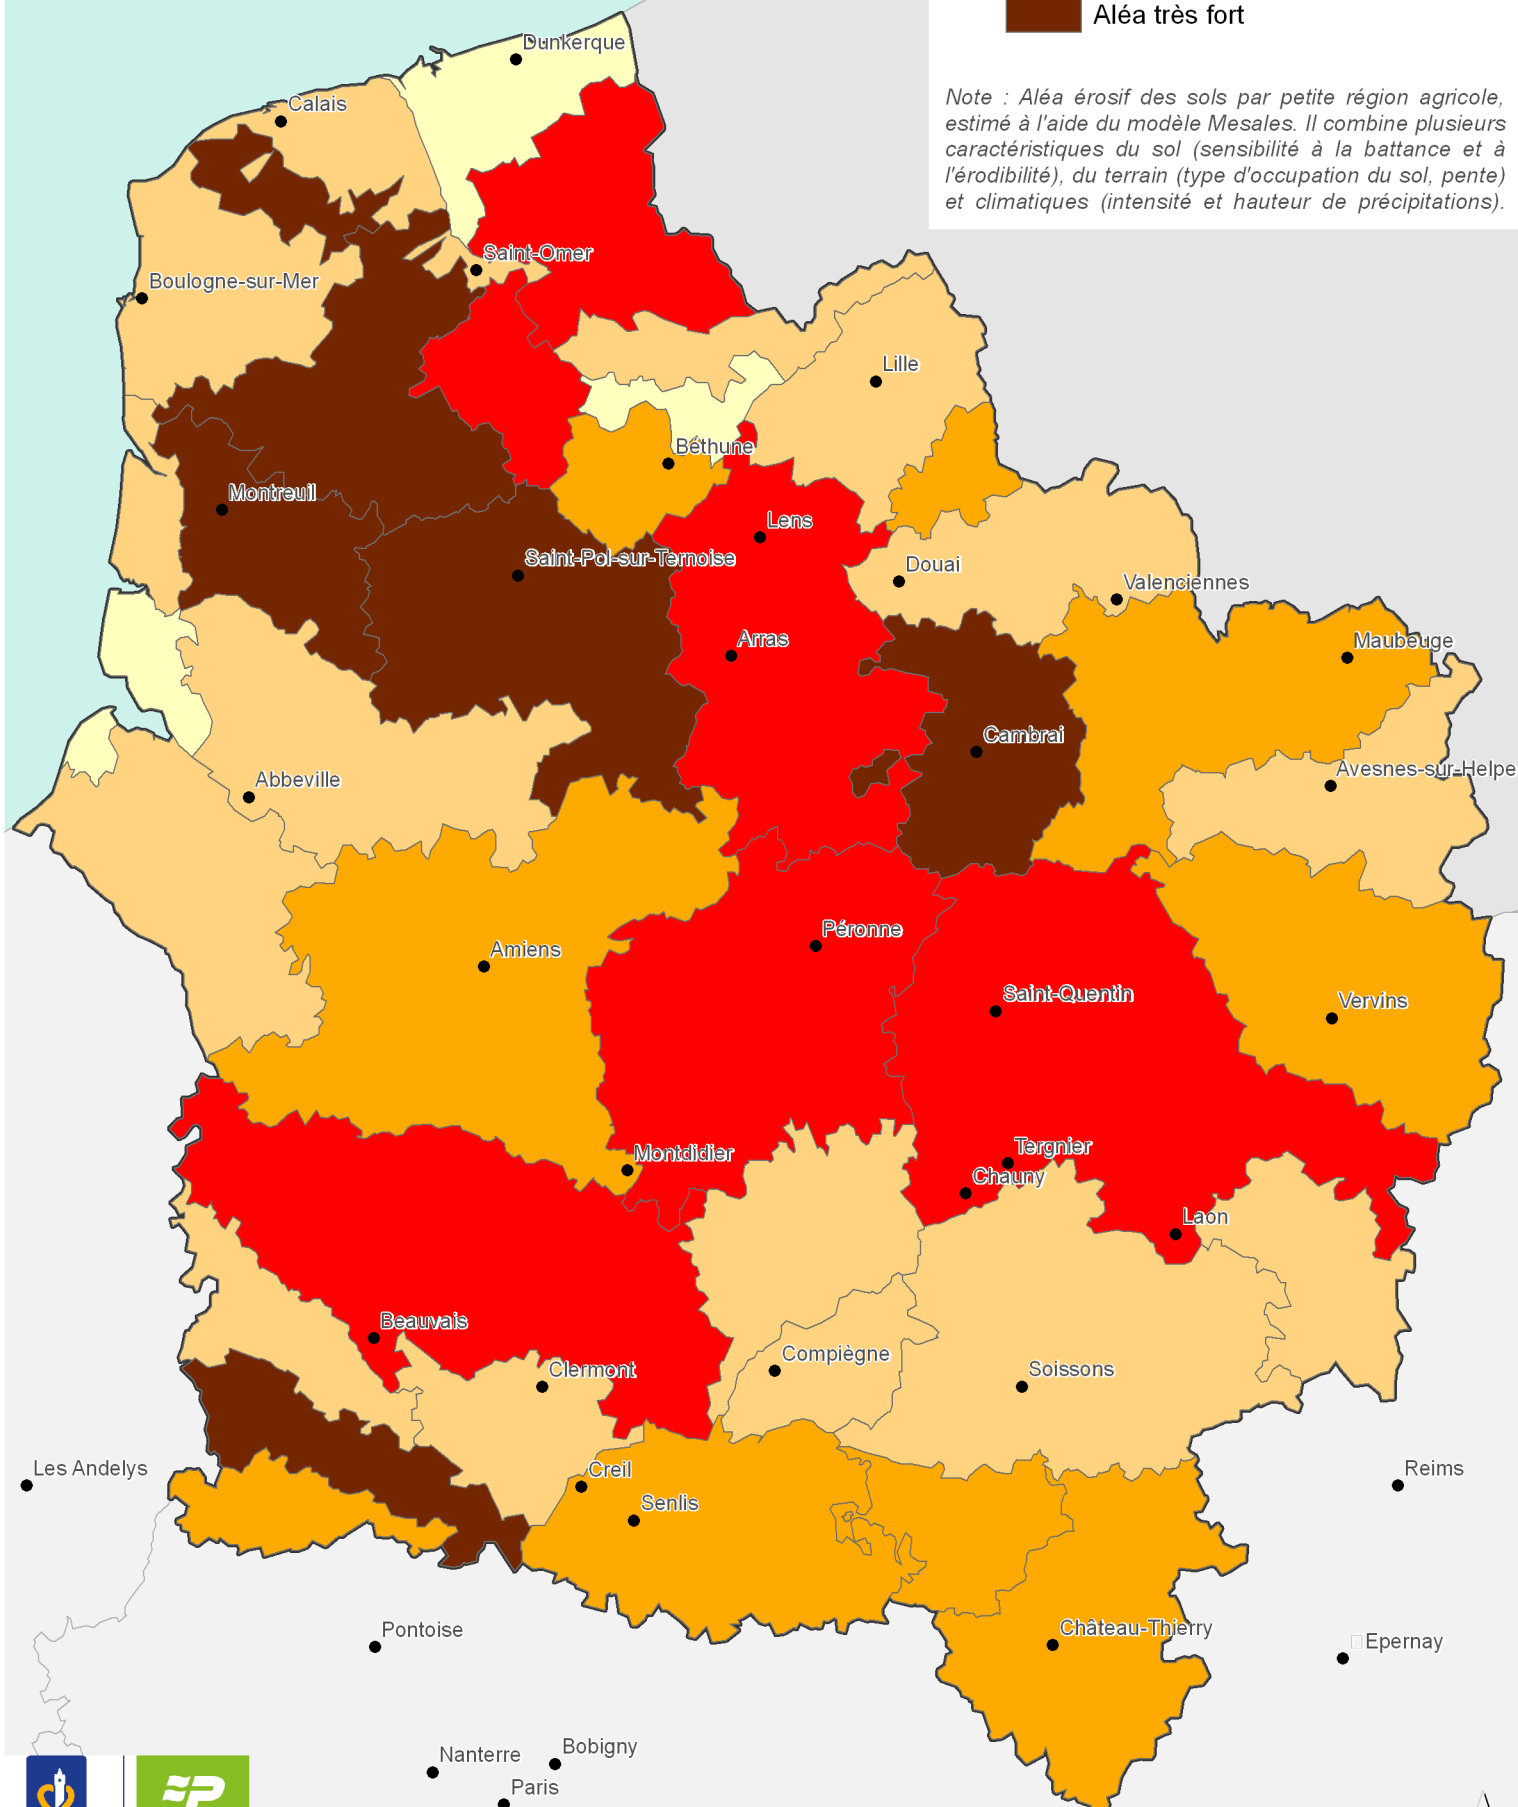 Aléa très fort
Note : Aléa érosif des sols par petite région agricole,
estimé à l'aide du modèle Mesales. Il combine plusieurs
caractéristiques du sol (sensibilité à la battance et à
l'érodibilité), du terrain (type d'occupation du sol, pente)
et climatiques (intensité et hauteur de précipitations).
Dunkerque
Calais
Saint-Omer
Boulogne-sur-Mer
Lille
Béthune
Montreuil
Lens
Saint-Pol-sur-Ternoise
Douai
Valenciennes
Arras
Maubeuge
Cambrai
Avesnes-sur-Helpe
Abbeville
Péronne
Amiens
Saint-Quentin
Vervins
Montdidier
Tergnier
Chauny
Laon
Beauvais
Compiègne
Clermont
Soissons
Les Andelys
Creil
Reims
Senlis
Château-Thierry
Pontoise
Epernay
Bobigny
Nanterre
Paris